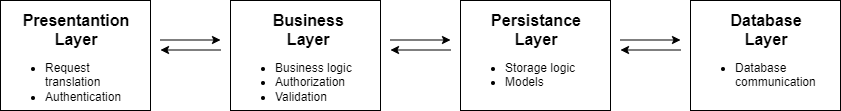 Presentantion
Layer
• Request
translation
• Authentication
Business
Layer
• Business logic
• Authorization
• Validation
Persistance
Layer
• Storage logic
• Models
Database
Layer
• Database
communication